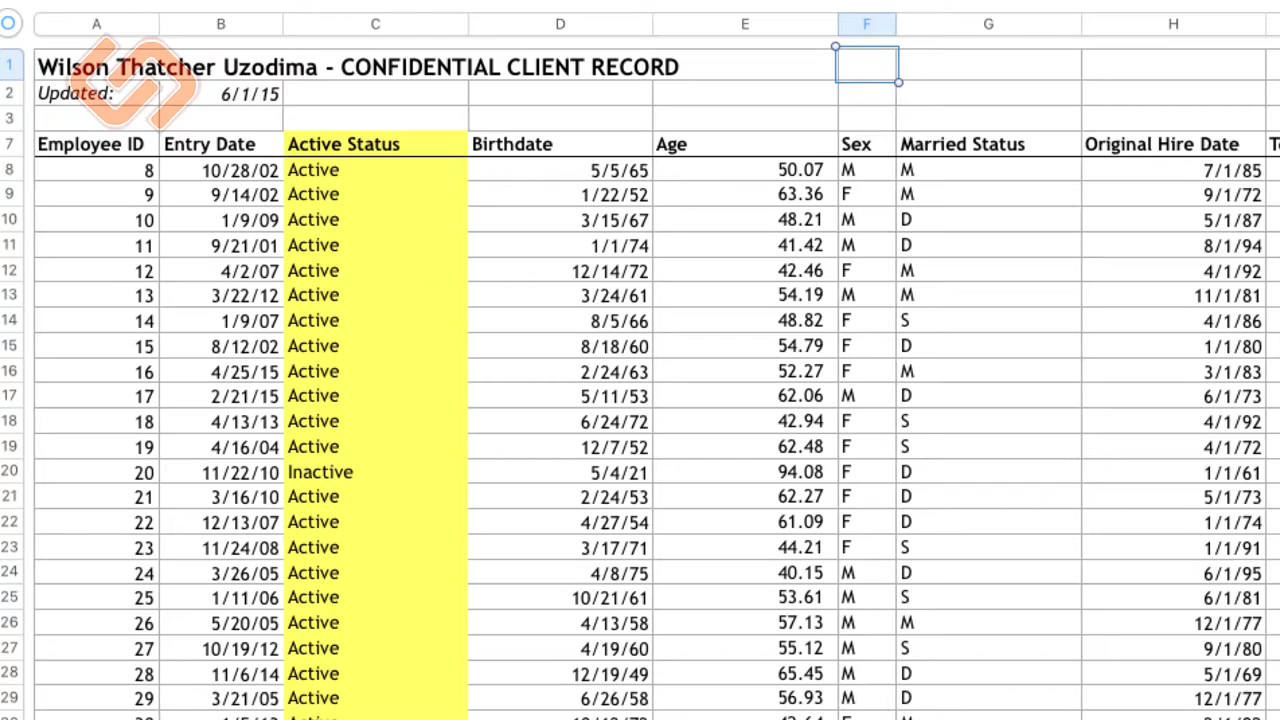 A B C D E F G H
1 Wilson Thatcher Uzodima - CONFIDENTIAL CLIENT RECORD
2 Updated: 6/1/15
3
7 Employee ID Entry Date Active Status Birthdate Age Sex Married Status Original Hire Date
8 8 10/28/02 Active 5/5/65 50.07 M M 7/1/85
9 9 9/14/02 Active 1/22/52 63.36 F M 9/1/72
10 10 1/9/09 Active 3/15/67 48.21 M D 5/1/87
11 11 9/21/01 Active 1/1/74 41.42 M D 8/1/94
12 12 4/2/07 Active 12/14/72 42.46 F M 4/1/92
13 13 3/22/12 Active 3/24/61 54.19 M M 11/1/81
14 14 1/9/07 Active 8/5/66 48.82 F S 4/1/86
15 15 8/12/02 Active 8/18/60 54.79 F D 1/1/80
16 16 4/25/15 Active 2/24/63 52.27 F M 3/1/83
17 17 2/21/15 Active 5/11/53 62.06 M D 6/1/73
18 18 4/13/13 Active 6/24/72 42.94 F S 4/1/92
19 19 4/16/04 Active 12/7/52 62.48 F S 4/1/72
20 20 11/22/10 Inactive 5/4/21 94.08 F D 1/1/61
21 21 3/16/10 Active 2/24/53 62.27 F D 5/1/73
22 22 12/13/07 Active 4/27/54 61.09 F D 1/1/74
23 23 11/24/08 Active 3/17/71 44.21 F S 1/1/91
24 24 3/26/05 Active 4/8/75 40.15 M D 6/1/95
25 25 1/11/06 Active 10/21/61 53.61 M S 6/1/81
26 26 5/20/05 Active 4/13/58 57.13 M M 12/1/77
27 27 10/19/12 Active 4/19/60 55.12 M S 9/1/80
28 28 11/6/14 Active 12/19/49 65.45 M D 5/1/69
29 29 3/21/05 Active 6/26/58 56.93 M D 12/1/77